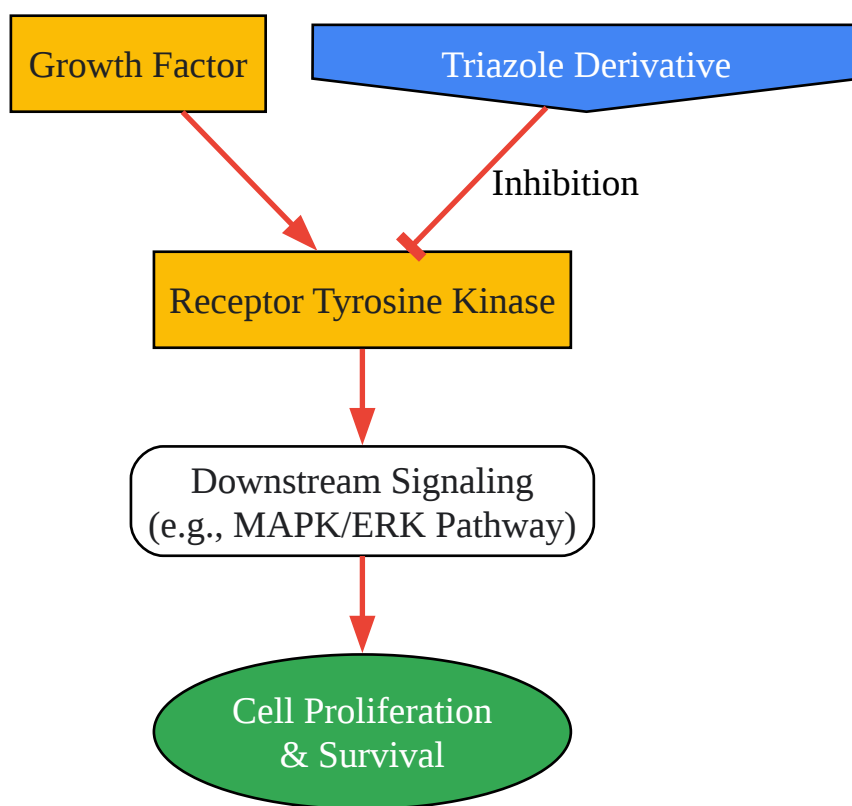 Growth Factor
Triazole Derivative
Inhibition
Receptor Tyrosine Kinase
Downstream Signaling
(e.g., MAPK/ERK Pathway)
Cell Proliferation
& Survival